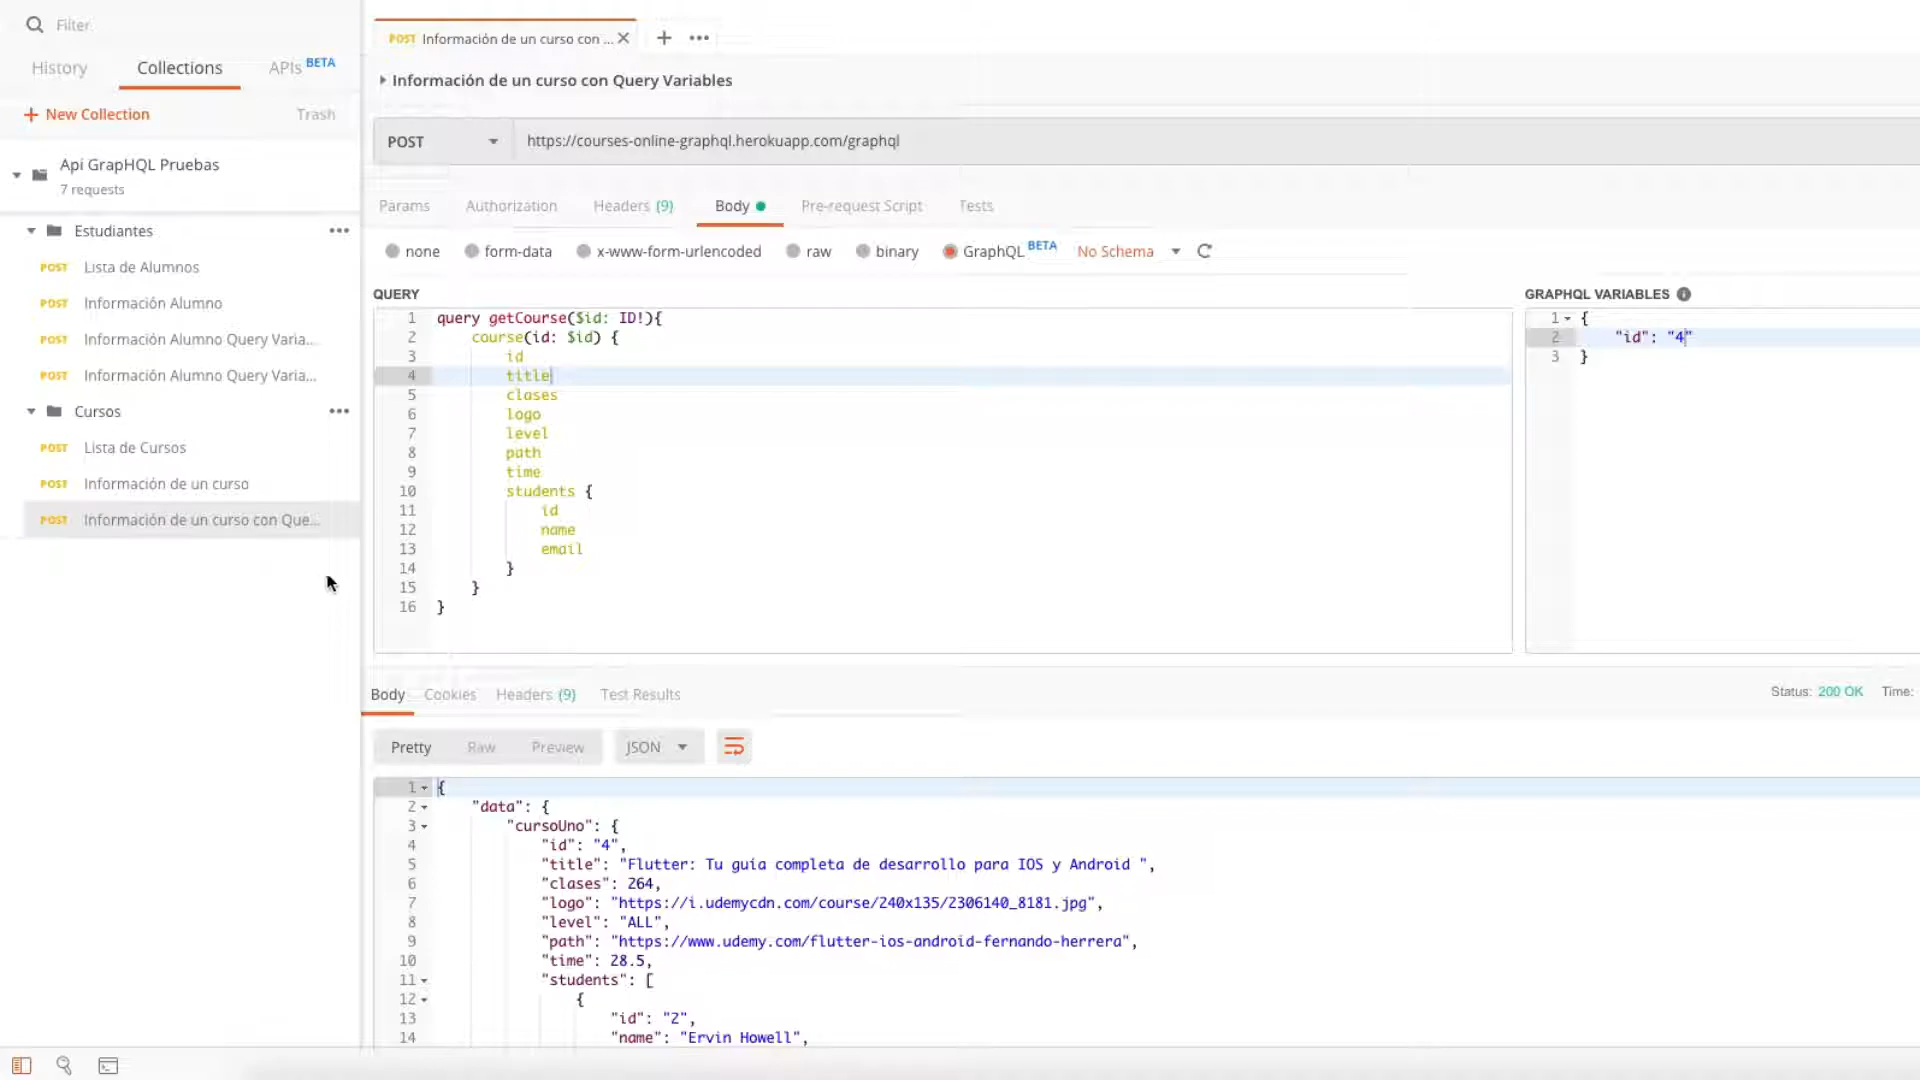 Filter
History
Collections
APIs BETA
+ New Collection
Trash
Api GrapHQL Pruebas
7 requests
Estudiantes
POST Lista de Alumnos
POST Información Alumno
POST Información Alumno Query Varia...
POST Información Alumno Query Varia...
Cursos
POST Lista de Cursos
POST Información de un curso
POST Información de un curso con Que...
POST Información de un curso con ...
Información de un curso con Query Variables
POST
https://courses-online-graphql.herokuapp.com/graphql
Params Authorization Headers (9) Body Pre-request Script Tests
none form-data x-www-form-urlencoded raw binary GraphQL BETA No Schema
QUERY
1 query getCourse($id: ID!){
2 course(id: $id) {
3 id
4 title
5 clases
6 logo
7 level
8 path
9 time
10 students {
11 id
12 name
13 email
14 }
15 }
16 }
GRAPHQL VARIABLES
1 {
2 "id": "4"
3 }
Body Cookies Headers (9) Test Results
Status: 200 OK Time:
Pretty Raw Preview JSON
1 {
2 "data": {
3 "cursoUno": {
4 "id": "4",
5 "title": "Flutter: Tu guía completa de desarrollo para IOS y Android ",
6 "clases": 264,
7 "logo": "https://i.udemycdn.com/course/240x135/2306140_8181.jpg",
8 "level": "ALL",
9 "path": "https://www.udemy.com/flutter-ios-android-fernando-herrera",
10 "time": 28.5,
11 "students": [
12 {
13 "id": "2",
14 "name": "Ervin Howell",